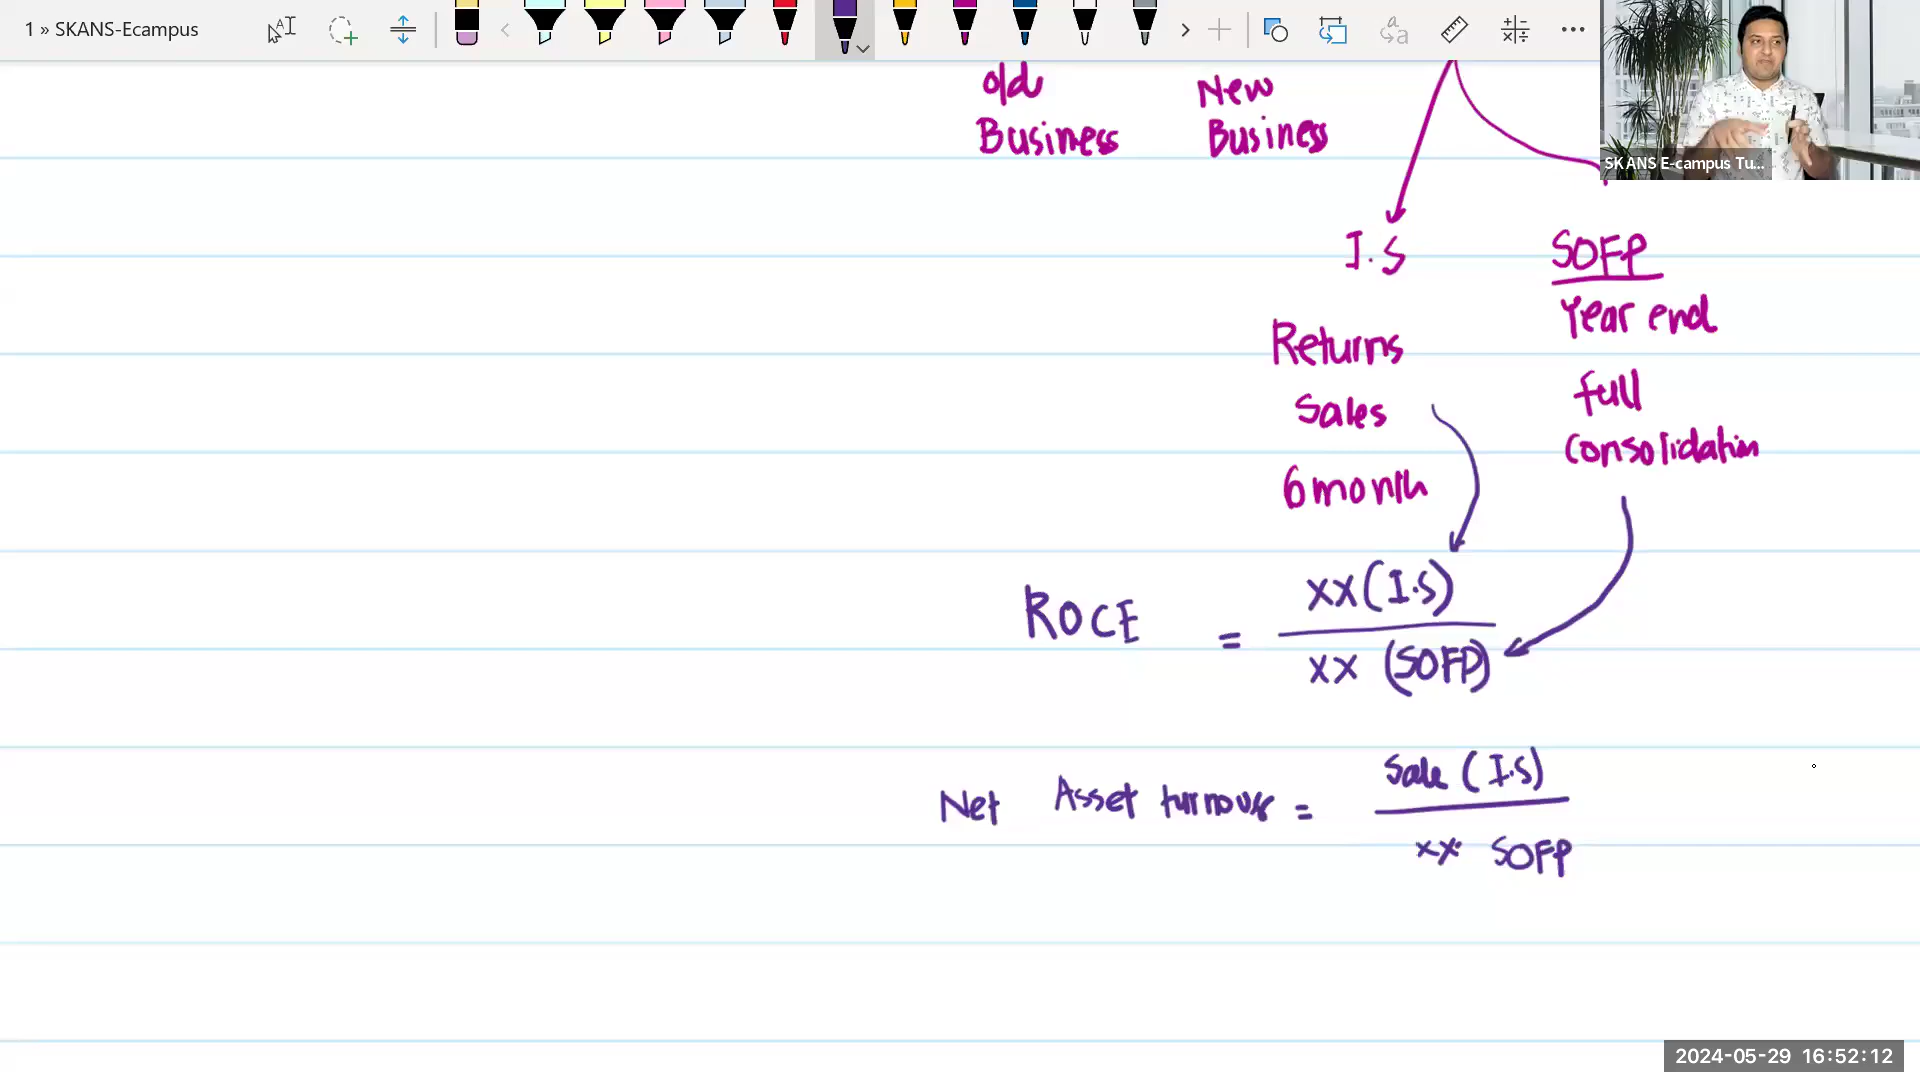 1 » SKANS-Ecampus
SKANS E-campus Tu...
old
Business
New
Business
I.S
Returns
Sales
6 month
SOFP
Year end
full
consolidation
ROCE = xx (I.S)
xx (SOFP)
Net Asset turnover = Sale (I.S)
xx SOFP
2024-05-29 16:52:12